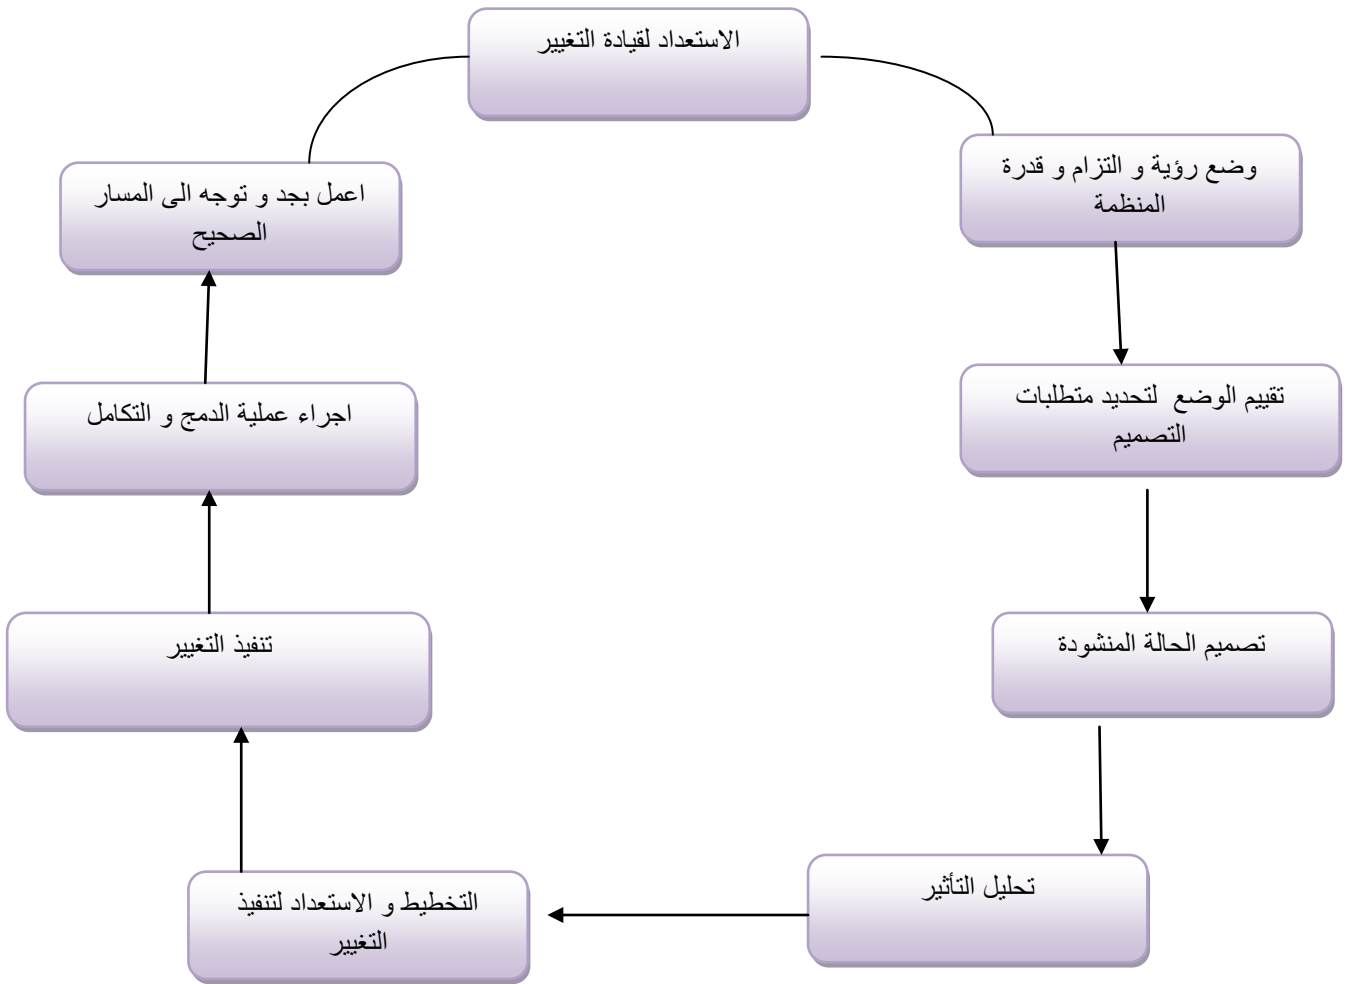 الاستعداد لقيادة التغيير
وضع رؤية و التزام و قدرة
المنظمة
تقييم الوضع لتحديد متطلبات
التصميم
تصميم الحالة المنشودة
تحليل التأثير
التخطيط و الاستعداد لتنفيذ
التغيير
تنفيذ التغيير
اجراء عملية الدمج و التكامل
اعمل بجد و توجه الى المسار
الصحيح